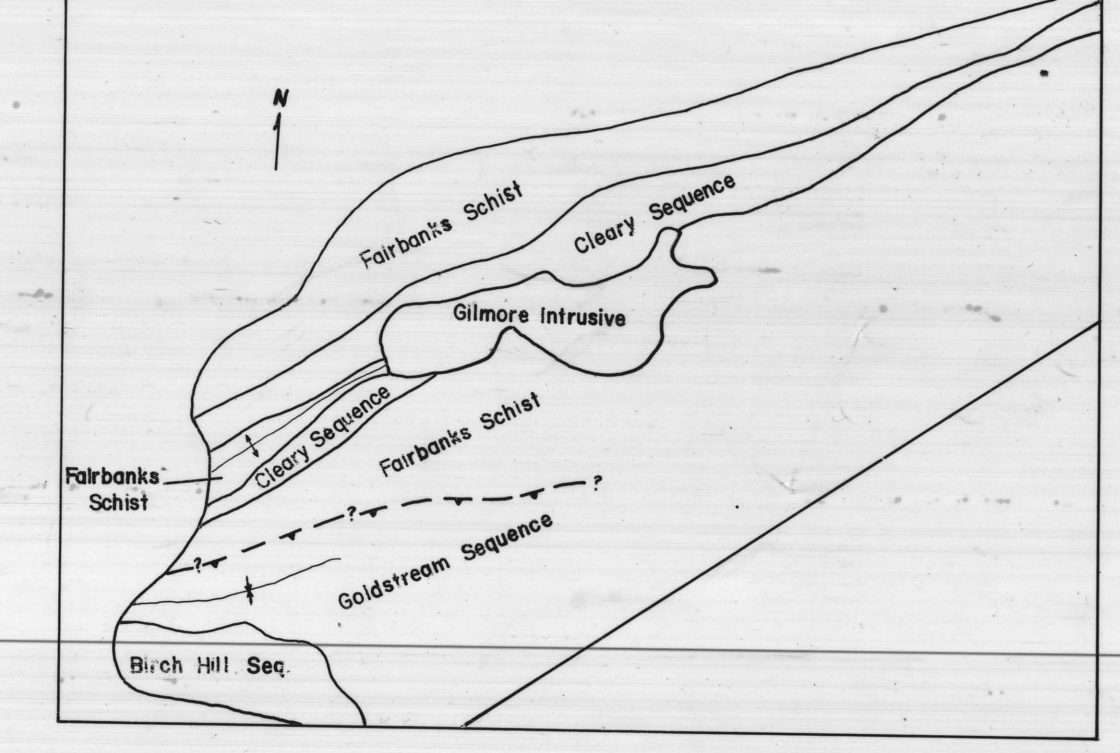 N
Fairbanks Schist
Cleary Sequence
Gilmore Intrusive
Cleary Sequence
Fairbanks Schist
Fairbanks
Schist
?
?
?
Goldstream Sequence
Birch Hill Seq.